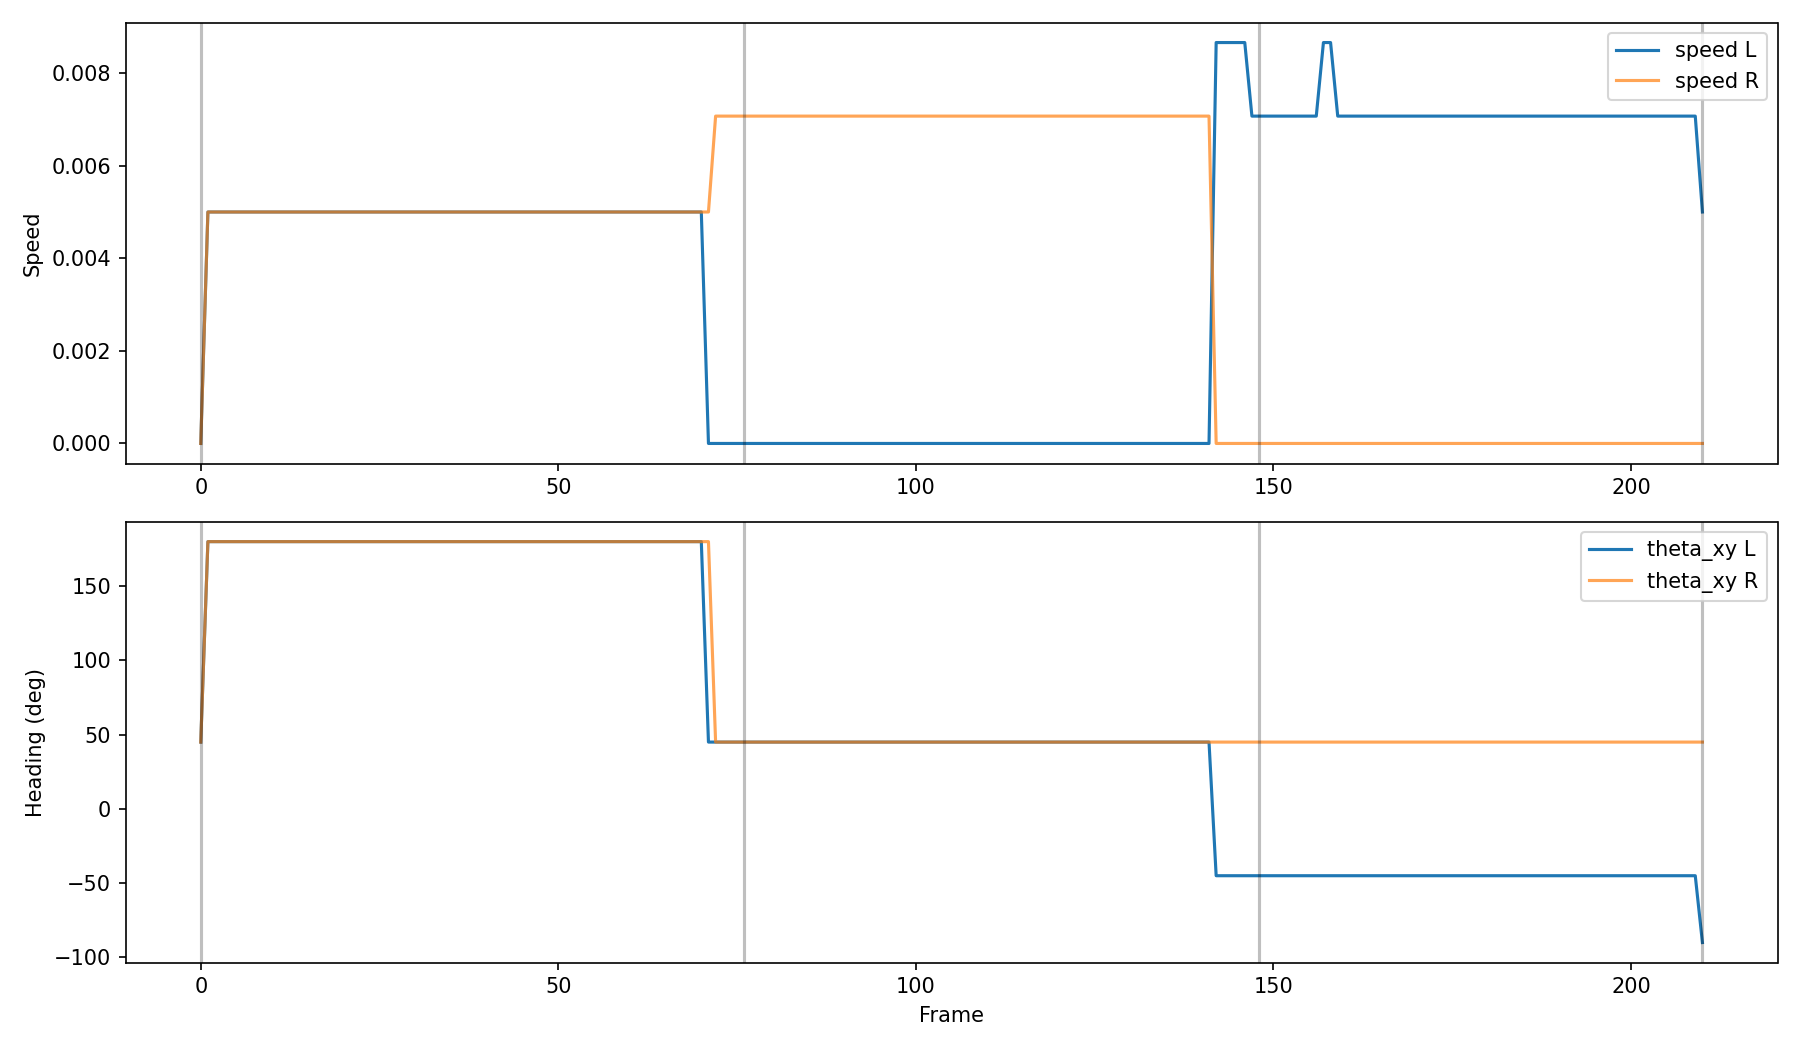 Speed
0.008
0.006
0.004
0.002
0.000
speed L
speed R
0 50 100 150 200
Heading (deg)
150
100
50
0
−50
−100
theta_xy L
theta_xy R
0 50 100 150 200
Frame